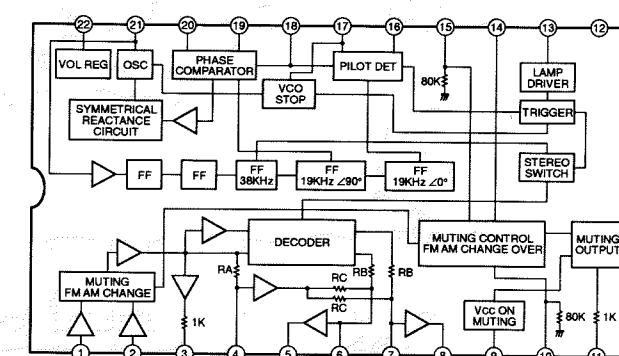 22 21 20 19 18 17 16 15 14 13 12
VOL REG
OSC
PHASE
COMPARATOR
PILOT DET
80K
LAMP
DRIVER
VCO
STOP
TRIGGER
SYMMETRICAL
REACTANCE
CIRCUIT
STEREO
SWITCH
FF
FF
FF
38KHz
FF
19KHz ∠90°
FF
19KHz ∠0°
DECODER
MUTING CONTROL
FM AM CHANGE OVER
MUTING
OUTPUT
RA
RB
RB
RC
RC
MUTING
FM AM CHANGE
Vcc ON
MUTING
1K
80K
1K
1 2 3 4 5 6 7 8 9 10 11